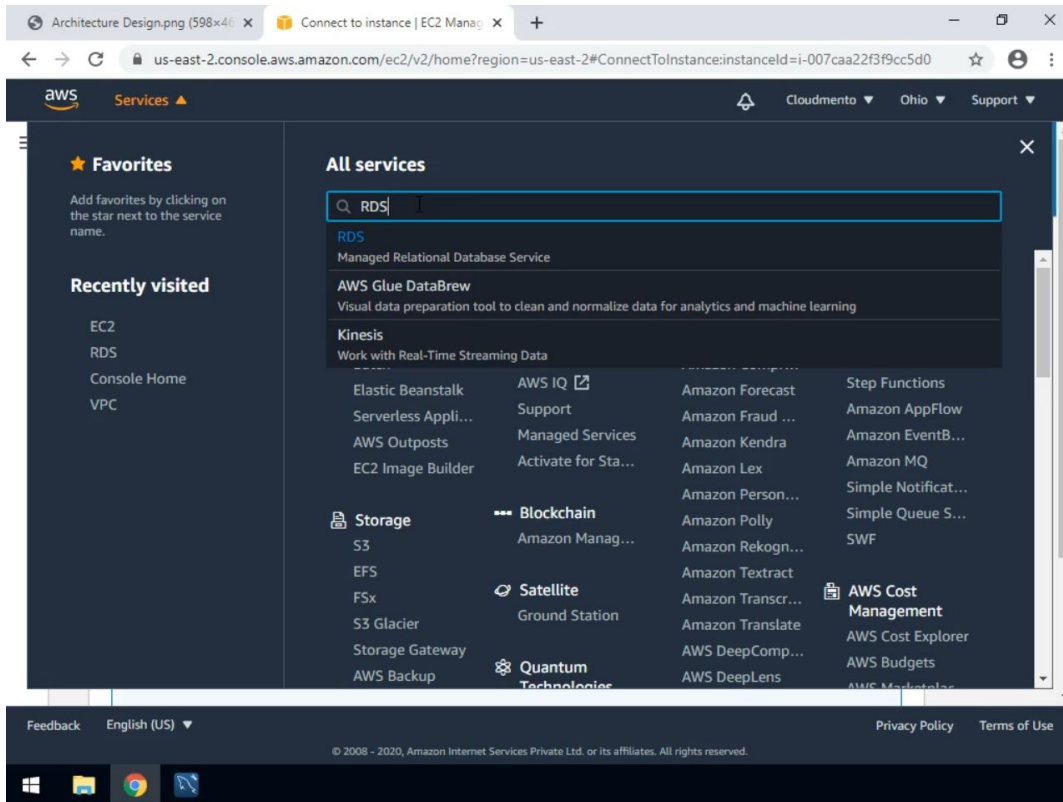 Architecture Design.png (598×46
Connect to instance | EC2 Manag
us-east-2.console.aws.amazon.com/ec2/v2/home?region=us-east-2#ConnectToInstance:instanceId=i-007caa22f3f9cc5d0
aws
Services
Cloudmento
Ohio
Support
Favorites
Add favorites by clicking on
the star next to the service
name.
Recently visited
EC2
RDS
Console Home
VPC
All services
RDS
RDS
Managed Relational Database Service
AWS Glue DataBrew
Visual data preparation tool to clean and normalize data for analytics and machine learning
Kinesis
Work with Real-Time Streaming Data
Elastic Beanstalk
Serverless Appli...
AWS Outposts
EC2 Image Builder
Storage
S3
EFS
FSx
S3 Glacier
Storage Gateway
AWS Backup
AWS IQ
Support
Managed Services
Activate for Sta...
Blockchain
Amazon Manag...
Satellite
Ground Station
Quantum
Technologies
Amazon Forecast
Amazon Fraud ...
Amazon Kendra
Amazon Lex
Amazon Person...
Amazon Polly
Amazon Rekogn...
Amazon Textract
Amazon Transcr...
Amazon Translate
AWS DeepComp...
AWS DeepLens
Step Functions
Amazon AppFlow
Amazon EventB...
Amazon MQ
Simple Notificat...
Simple Queue S...
SWF
AWS Cost
Management
AWS Cost Explorer
AWS Budgets
AWS Marketplac...
Feedback
English (US)
Privacy Policy
Terms of Use
© 2008 - 2020, Amazon Internet Services Private Ltd. or its affiliates. All rights reserved.